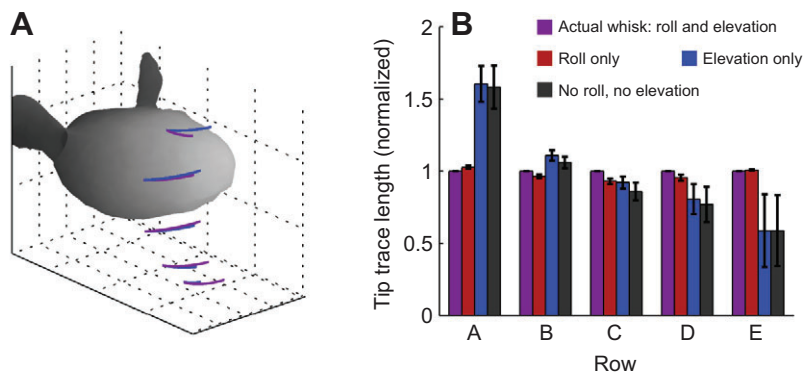 A
B
Actual whisk: roll and elevation
Roll only
Elevation only
No roll, no elevation
Tip trace length (normalized)
2
1.5
1
0.5
0
A B C D E
Row